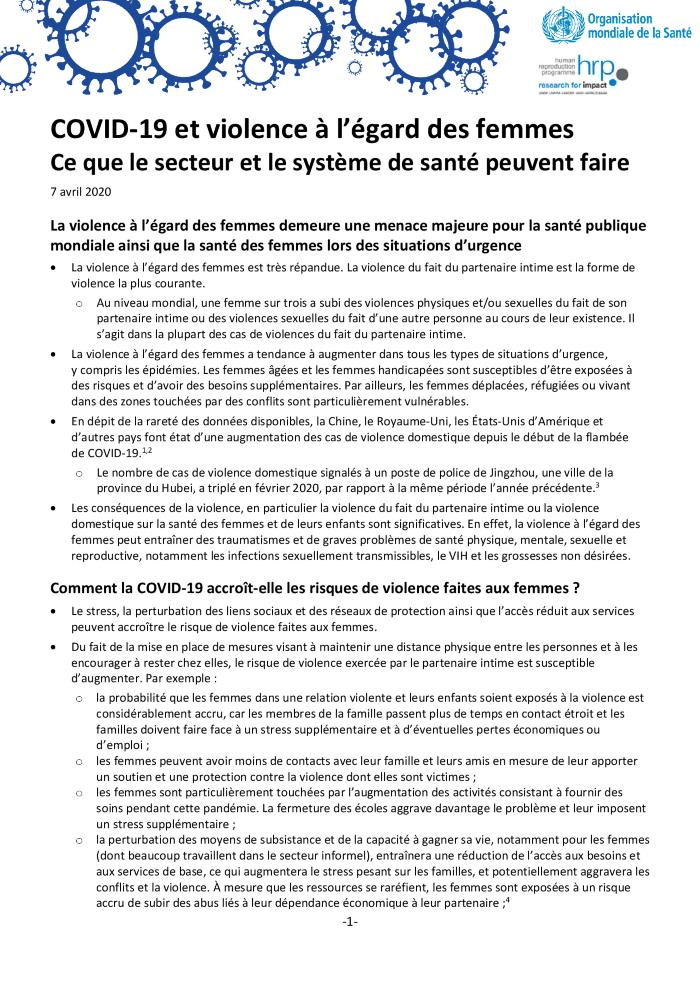 Organisation
mondiale de la Santé
human
reproduction
programme
hrp
research for impact
COVID-19 et violence à l’égard des femmes
Ce que le secteur et le système de santé peuvent faire
7 avril 2020
La violence à l’égard des femmes demeure une menace majeure pour la santé publique
mondiale ainsi que la santé des femmes lors des situations d’urgence
• La violence à l’égard des femmes est très répandue. La violence du fait du partenaire intime est la forme de
violence la plus courante.
o Au niveau mondial, une femme sur trois a subi des violences physiques et/ou sexuelles du fait de son
partenaire intime ou des violences sexuelles du fait d’une autre personne au cours de leur existence. Il
s’agit dans la plupart des cas de violences du fait du partenaire intime.
• La violence à l’égard des femmes a tendance à augmenter dans tous les types de situations d’urgence,
y compris les épidémies. Les femmes âgées et les femmes handicapées sont susceptibles d’être exposées à
des risques et d’avoir des besoins supplémentaires. Par ailleurs, les femmes déplacées, réfugiées ou vivant
dans des zones touchées par des conflits sont particulièrement vulnérables.
• En dépit de la rareté des données disponibles, la Chine, le Royaume-Uni, les États-Unis d’Amérique et
d’autres pays font état d’une augmentation des cas de violence domestique depuis le début de la flambée
de COVID-19.1,2
o Le nombre de cas de violence domestique signalés à un poste de police de Jingzhou, une ville de la
province du Hubei, a triplé en février 2020, par rapport à la même période l’année précédente.3
• Les conséquences de la violence, en particulier la violence du fait du partenaire intime ou la violence
domestique sur la santé des femmes et de leurs enfants sont significatives. En effet, la violence à l’égard des
femmes peut entraîner des traumatismes et de graves problèmes de santé physique, mentale, sexuelle et
reproductive, notamment les infections sexuellement transmissibles, le VIH et les grossesses non désirées.
Comment la COVID-19 accroît-elle les risques de violence faites aux femmes ?
• Le stress, la perturbation des liens sociaux et des réseaux de protection ainsi que l’accès réduit aux services
peuvent accroître le risque de violence faites aux femmes.
• Du fait de la mise en place de mesures visant à maintenir une distance physique entre les personnes et à les
encourager à rester chez elles, le risque de violence exercée par le partenaire intime est susceptible
d’augmenter. Par exemple :
o la probabilité que les femmes dans une relation violente et leurs enfants soient exposés à la violence est
considérablement accru, car les membres de la famille passent plus de temps en contact étroit et les
familles doivent faire face à un stress supplémentaire et à d’éventuelles pertes économiques ou
d’emploi ;
o les femmes peuvent avoir moins de contacts avec leur famille et leurs amis en mesure de leur apporter
un soutien et une protection contre la violence dont elles sont victimes ;
o les femmes sont particulièrement touchées par l’augmentation des activités consistant à fournir des
soins pendant cette pandémie. La fermeture des écoles aggrave davantage le problème et leur imposent
un stress supplémentaire ;
o la perturbation des moyens de subsistance et de la capacité à gagner sa vie, notamment pour les femmes
(dont beaucoup travaillent dans le secteur informel), entraînera une réduction de l’accès aux besoins et
aux services de base, ce qui augmentera le stress pesant sur les familles, et potentiellement aggravera les
conflits et la violence. À mesure que les ressources se raréfient, les femmes sont exposées à un risque
accru de subir des abus liés à leur dépendance économique à leur partenaire ;4
-1-